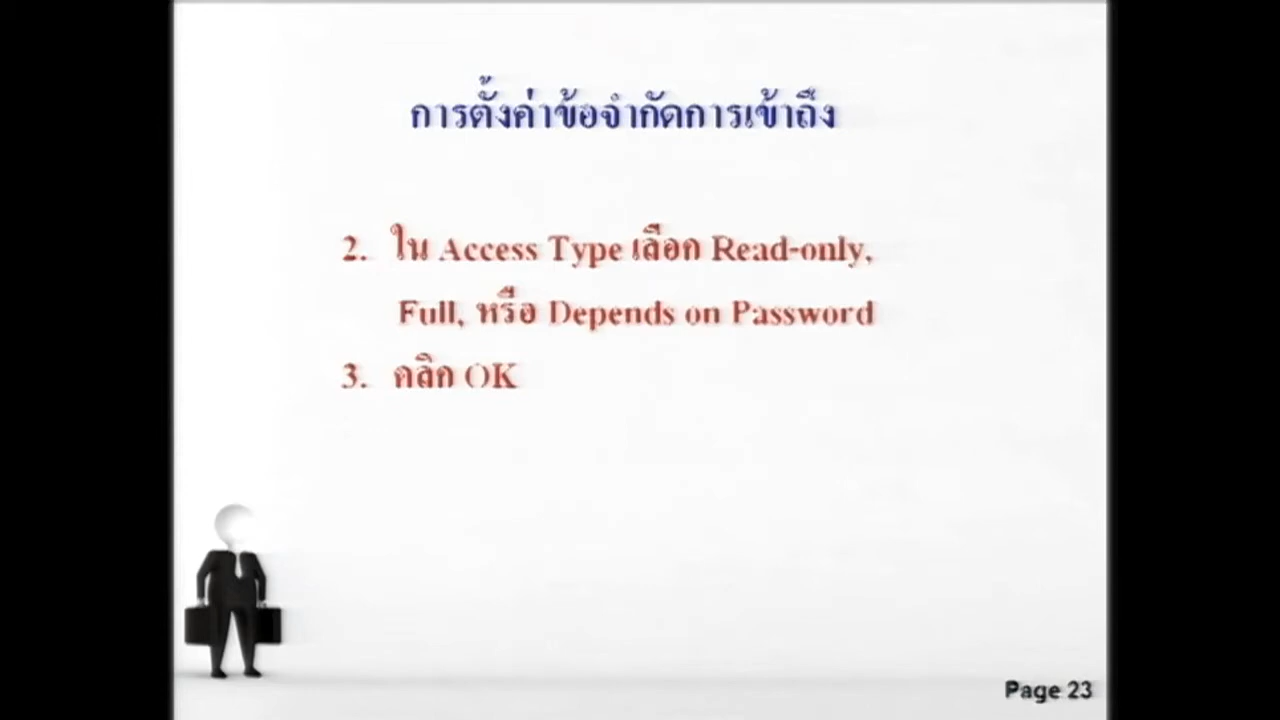 การตั้งค่าข้อจำกัดการเข้าถึง
2. ใน Access Type เลือก Read-only,
Full, หรือ Depends on Password
3. คลิก OK
Page 23